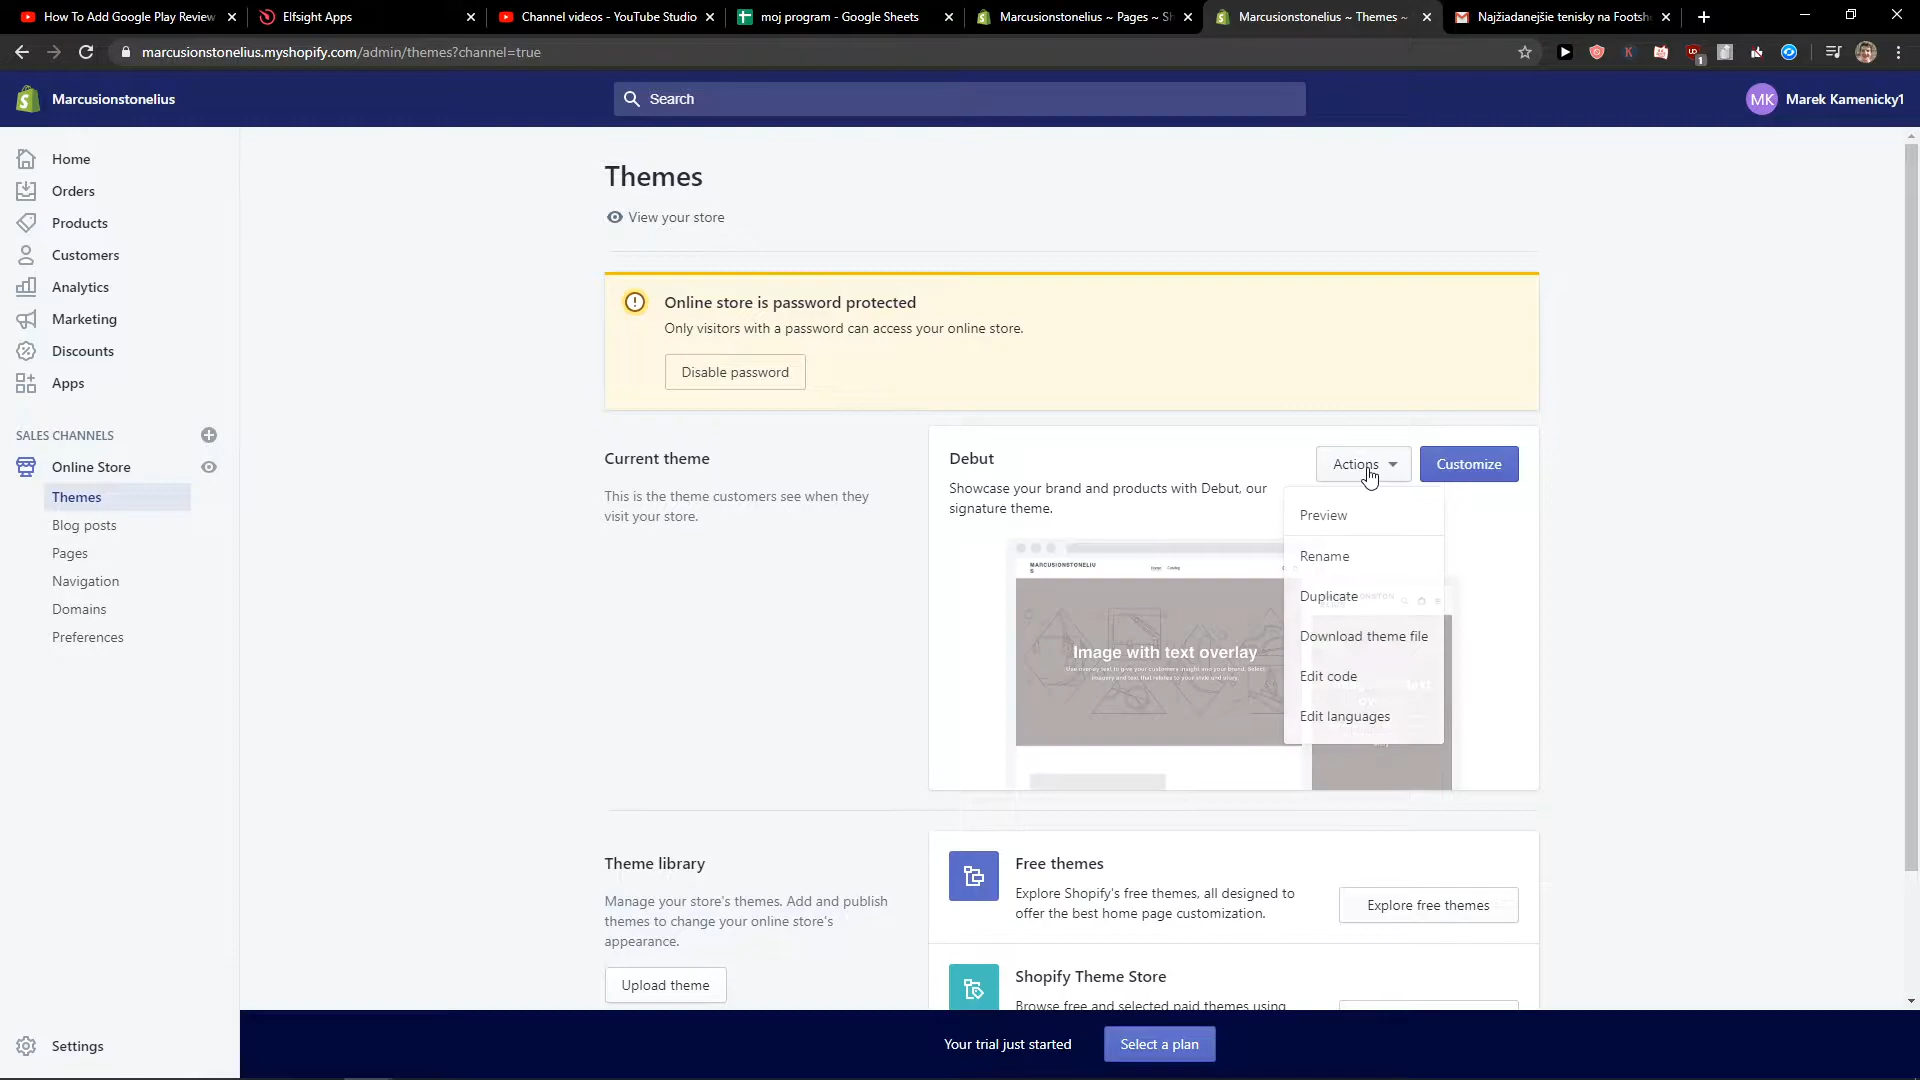 How To Add Google Play Review
Elfsight Apps
Channel videos - YouTube Studio
moj program - Google Sheets
Marcusionstonelius ~ Pages ~ Sh
Marcusionstonelius ~ Themes ~
Najžiadanejšie tenisky na Footsh
marcusionstonelius.myshopify.com/admin/themes?channel=true
Marcusionstonelius
Search
MK
Marek Kamenicky1
Home
Orders
Products
Customers
Analytics
Marketing
Discounts
Apps
SALES CHANNELS
Online Store
Themes
Blog posts
Pages
Navigation
Domains
Preferences
Settings
Themes
View your store
Online store is password protected
Only visitors with a password can access your online store.
Disable password
Current theme
This is the theme customers see when they
visit your store.
Debut
Showcase your brand and products with Debut, our
signature theme.
Actions
Customize
Preview
Rename
Duplicate
Download theme file
Edit code
Edit languages
MARCUSIONSTONELIU
S
Home
Catalog
Image with text overlay
Theme library
Manage your store's themes. Add and publish
themes to change your online store's
appearance.
Upload theme
Free themes
Explore Shopify's free themes, all designed to
offer the best home page customization.
Explore free themes
Shopify Theme Store
Browse free and selected paid themes using
Your trial just started
Select a plan